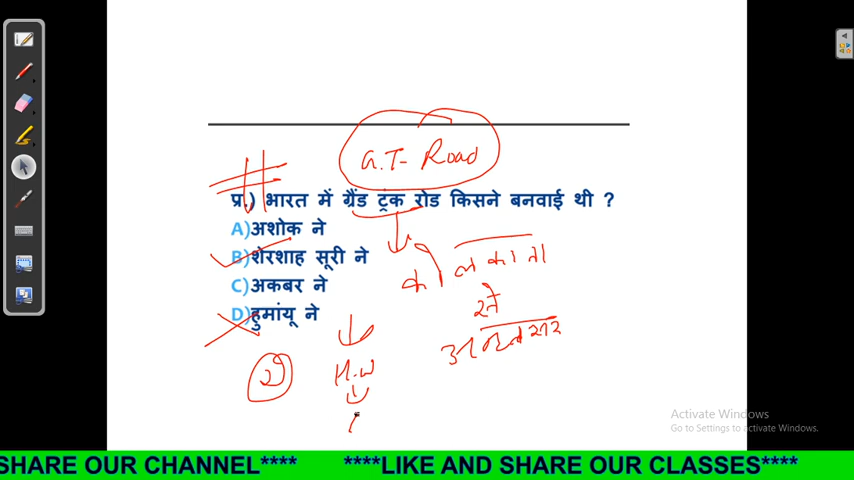 G.T- Road
प्र.) भारत में ग्रैंड ट्रंक रोड किसने बनवाई थी ?
A)अशोक ने
B)शेरशाह सूरी ने
कोलकाता
C)अकबर ने
से
D)हुमांयू ने
अमृतसर
2
H.W
Activate Windows
Go to Settings to activate Windows.
SHARE OUR CHANNEL**** ****LIKE AND SHARE OUR CLASSES****